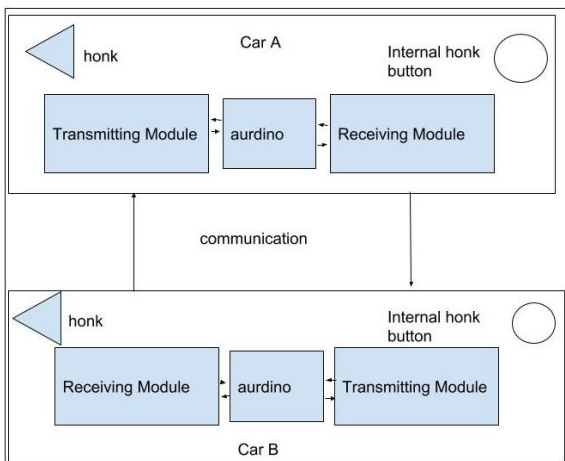 Car A
honk
Internal honk
button
Transmitting Module
aurdino
Receiving Module
communication
honk
Internal honk
button
Receiving Module
aurdino
Transmitting Module
Car B